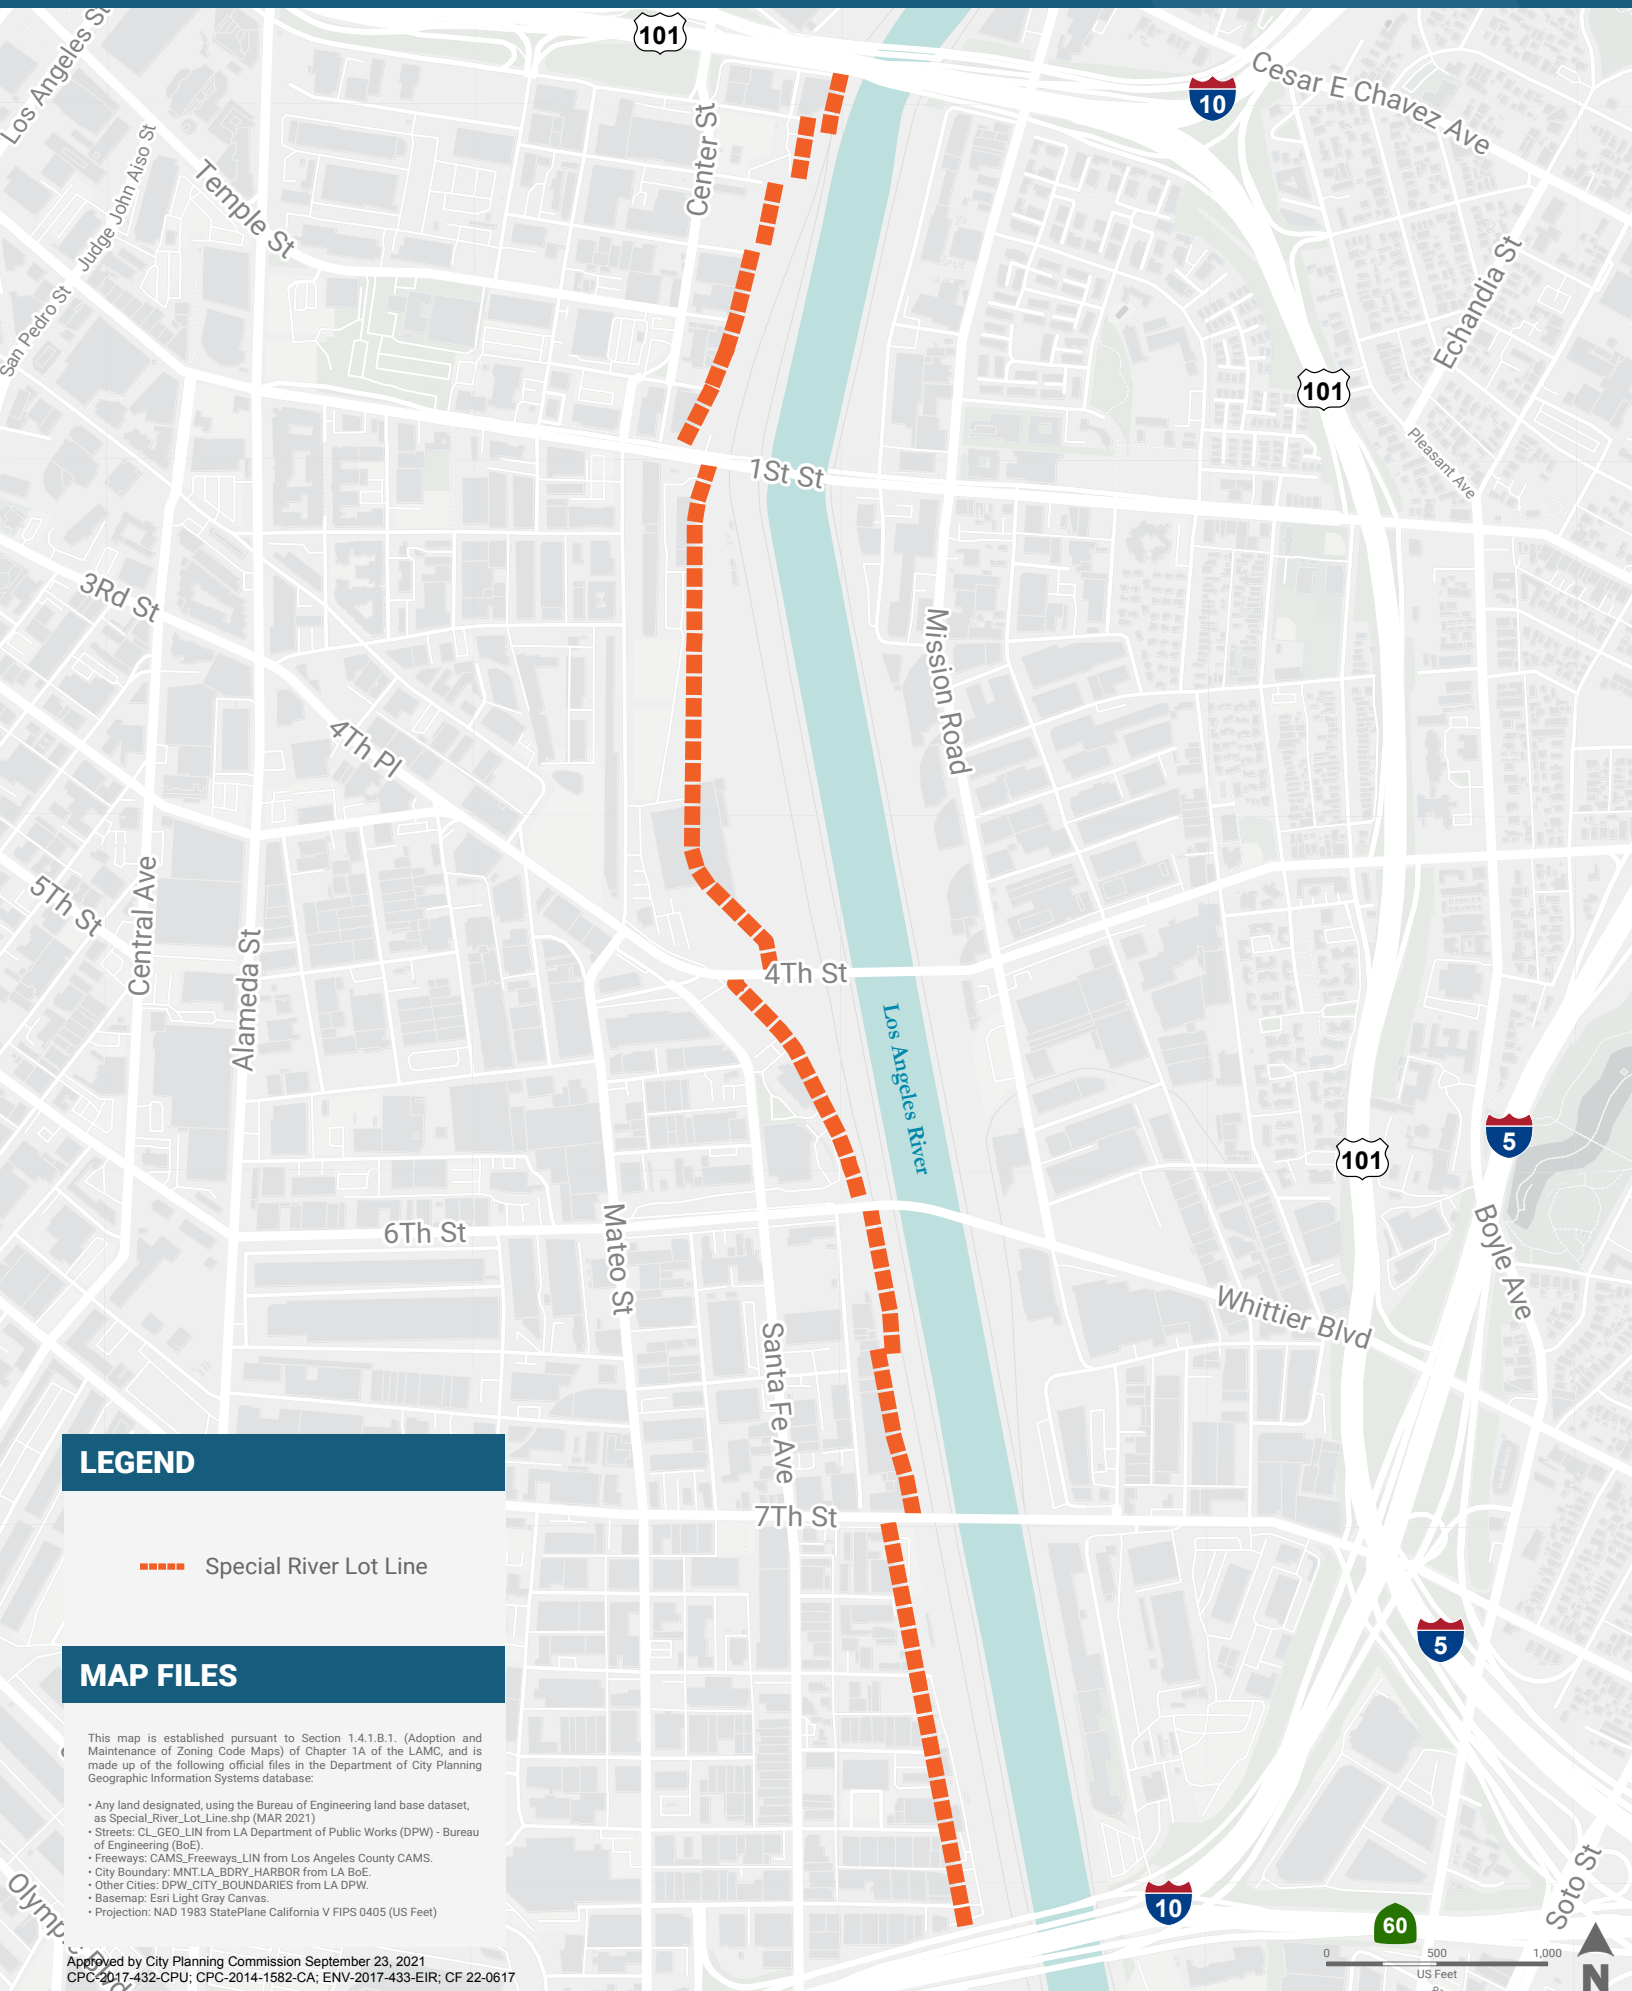 101
10
Cesar E Chavez Ave
Los Angeles St
Judge John Aiso St
Temple St
Center St
San Pedro St
Echandia St
101
Pleasant Ave
1St St
3Rd St
Mission Road
4Th Pl
5Th St
Central Ave
Alameda St
4Th St
Los Angeles River
5
101
6Th St
Mateo St
Boyle Ave
Whittier Blvd
Santa Fe Ave
7Th St
LEGEND
Special River Lot Line
5
MAP FILES
This map is established pursuant to Section 1.4.1.B.1. (Adoption and
Maintenance of Zoning Code Maps) of Chapter 1A of the LAMC, and is
made up of the following official files in the Department of City Planning
Geographic Information Systems database:
• Any land designated, using the Bureau of Engineering land base dataset,
as Special_River_Lot_Line.shp (MAR 2021)
• Streets: CL_GEO_LIN from LA Department of Public Works (DPW) - Bureau
of Engineering (BoE).
• Freeways: CAMS_Freeways_LIN from Los Angeles County CAMS.
• City Boundary: MNT.LA_BDRY_HARBOR from LA BoE.
• Other Cities: DPW_CITY_BOUNDARIES from LA DPW.
• Basemap: Esri Light Gray Canvas.
• Projection: NAD 1983 StatePlane California V FIPS 0405 (US Feet)
10
60
Soto St
0 500 1,000
US Feet
N
Approved by City Planning Commission September 23, 2021
CPC-2017-432-CPU; CPC-2014-1582-CA; ENV-2017-433-EIR; CF 22-0617